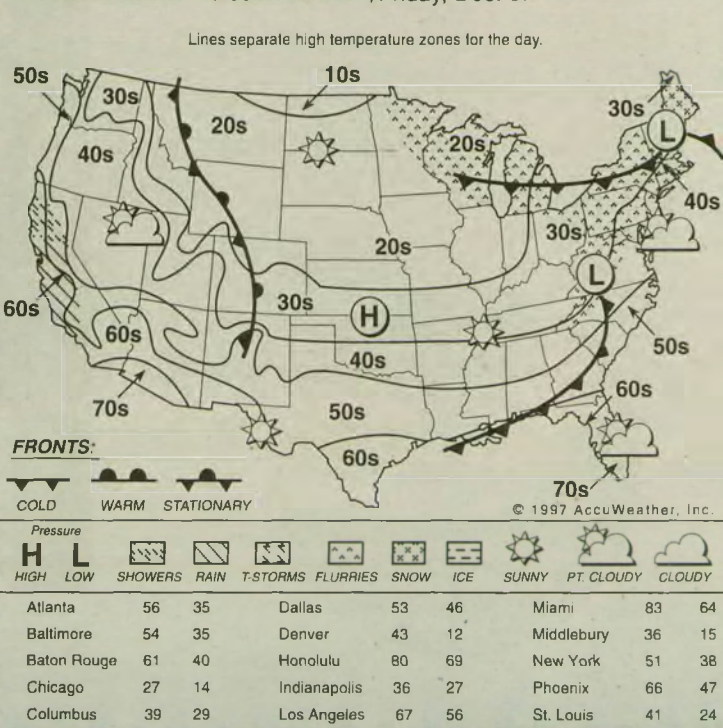 Lines separate high temperature zones for the day.
50s
10s
30s
20s
30s
L
20s
40s
40s
30s
20s
L
60s
30s
H
60s
50s
40s
70s
60s
50s
60s
70s
FRONTS:
COLD WARM STATIONARY
© 1997 AccuWeather, Inc.
Pressure
H L
HIGH LOW SHOWERS RAIN T-STORMS FLURRIES SNOW ICE SUNNY PT. CLOUDY CLOUDY
Atlanta 56 35 Dallas 53 46 Miami 83 64
Baltimore 54 35 Denver 43 12 Middlebury 36 15
Baton Rouge 61 40 Honolulu 80 69 New York 51 38
Chicago 27 14 Indianapolis 36 27 Phoenix 66 47
Columbus 39 29 Los Angeles 67 56 St. Louis 41 24